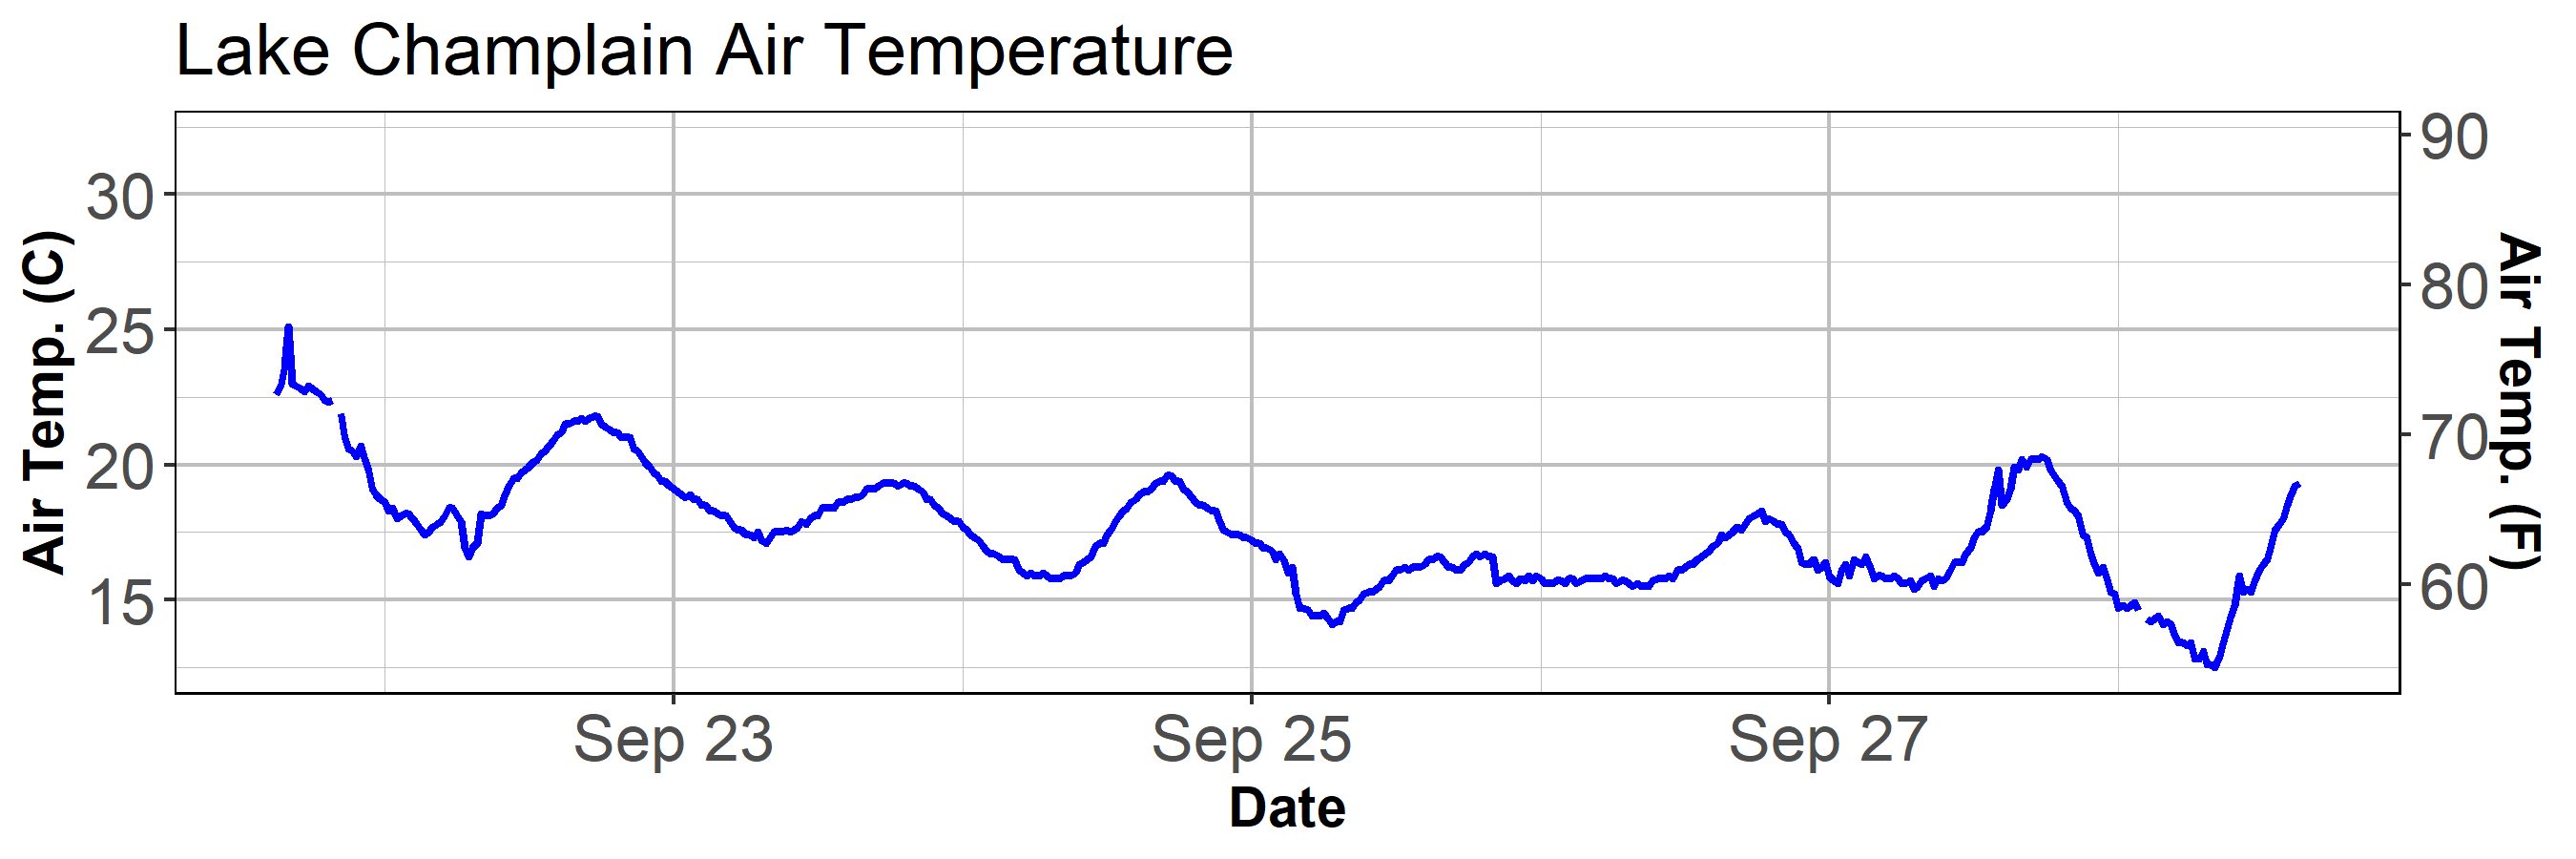 Lake Champlain Air Temperature
30
25
20
15
Air Temp. (C)
90
80
70
60
Air Temp. (F)
Sep 23
Sep 25
Sep 27
Date